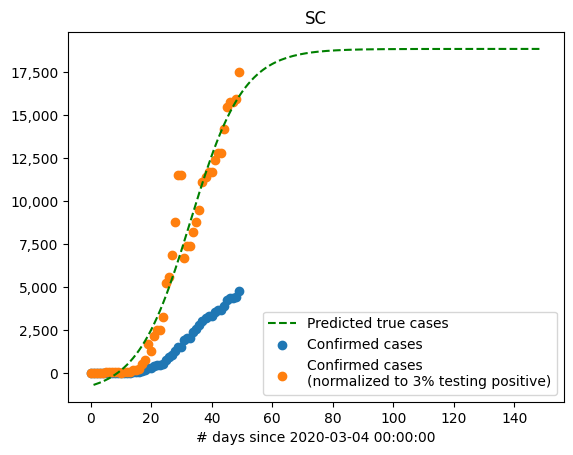 SC
17,500
15,000
12,500
10,000
7,500
5,000
2,500
0
Predicted true cases
Confirmed cases
Confirmed cases
(normalized to 3% testing positive)
0 20 40 60 80 100 120 140
# days since 2020-03-04 00:00:00